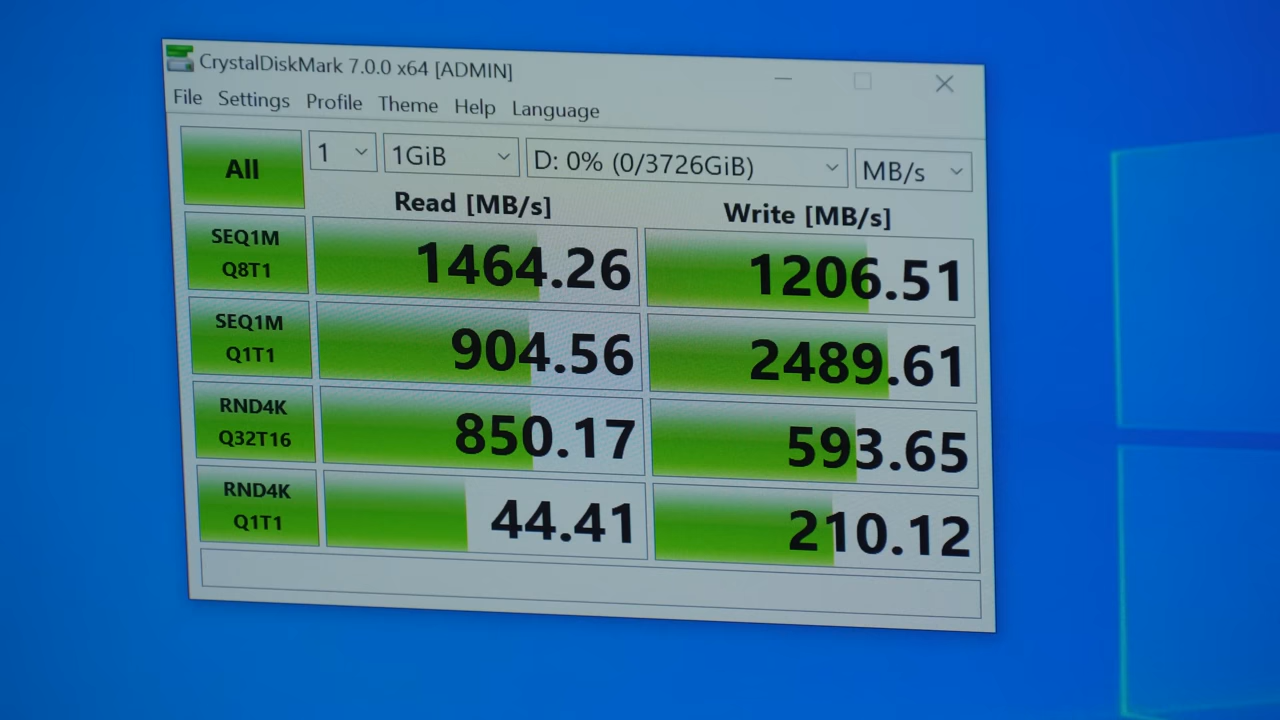 CrystalDiskMark 7.0.0 x64 [ADMIN]
File Settings Profile Theme Help Language
All 1 1GiB D: 0% (0/3726GiB) MB/s
Read [MB/s] Write [MB/s]
SEQ1M
Q8T1
1464.26 1206.51
SEQ1M
Q1T1
904.56 2489.61
RND4K
Q32T16
850.17 593.65
RND4K
Q1T1
44.41 210.12